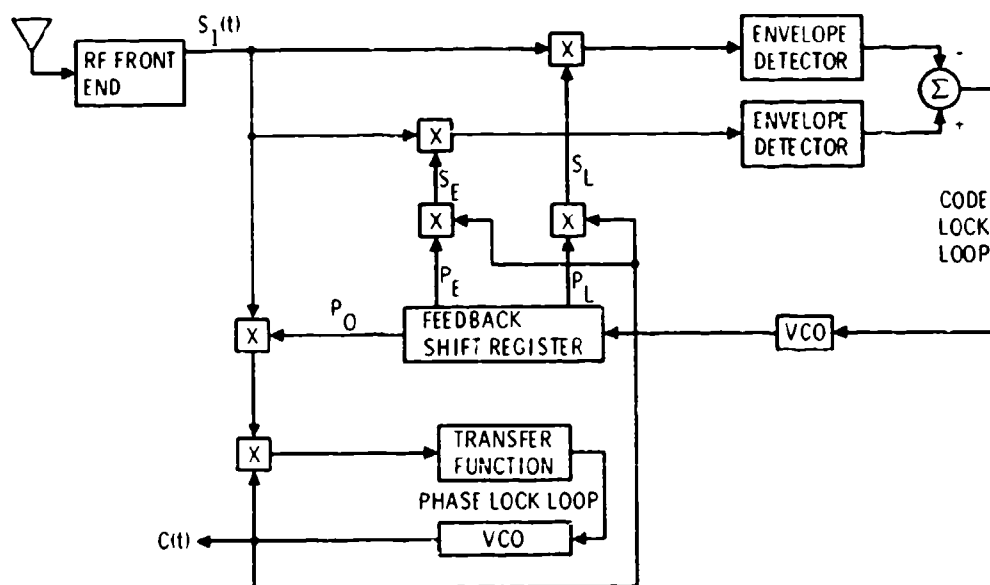 S1(t)
RF FRONT
END
X
ENVELOPE
DETECTOR
-
Σ
+
X
ENVELOPE
DETECTOR
SE
SL
X
X
CODE
LOCK
LOOP
PE
PL
PO
X
FEEDBACK
SHIFT REGISTER
VCO
X
TRANSFER
FUNCTION
PHASE LOCK LOOP
C(t)
VCO